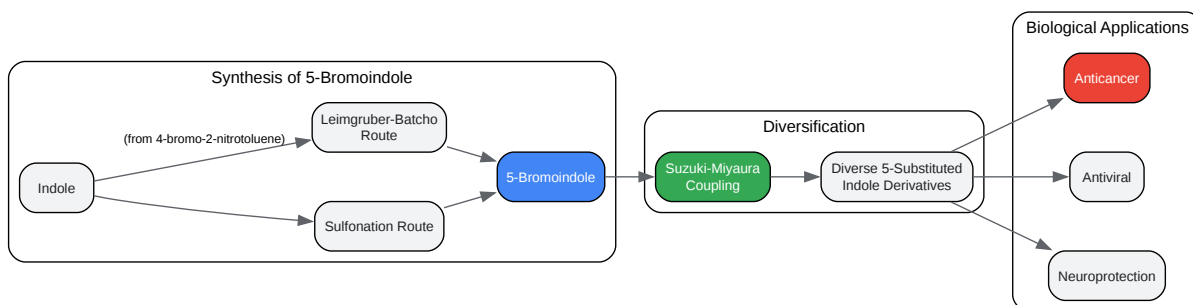 Synthesis of 5-Bromoindole
Indole
(from 4-bromo-2-nitrotoluene)
Leimgruber-Batcho
Route
Sulfonation Route
5-Bromoindole
Diversification
Suzuki-Miyaura
Coupling
Diverse 5-Substituted
Indole Derivatives
Biological Applications
Anticancer
Antiviral
Neuroprotection